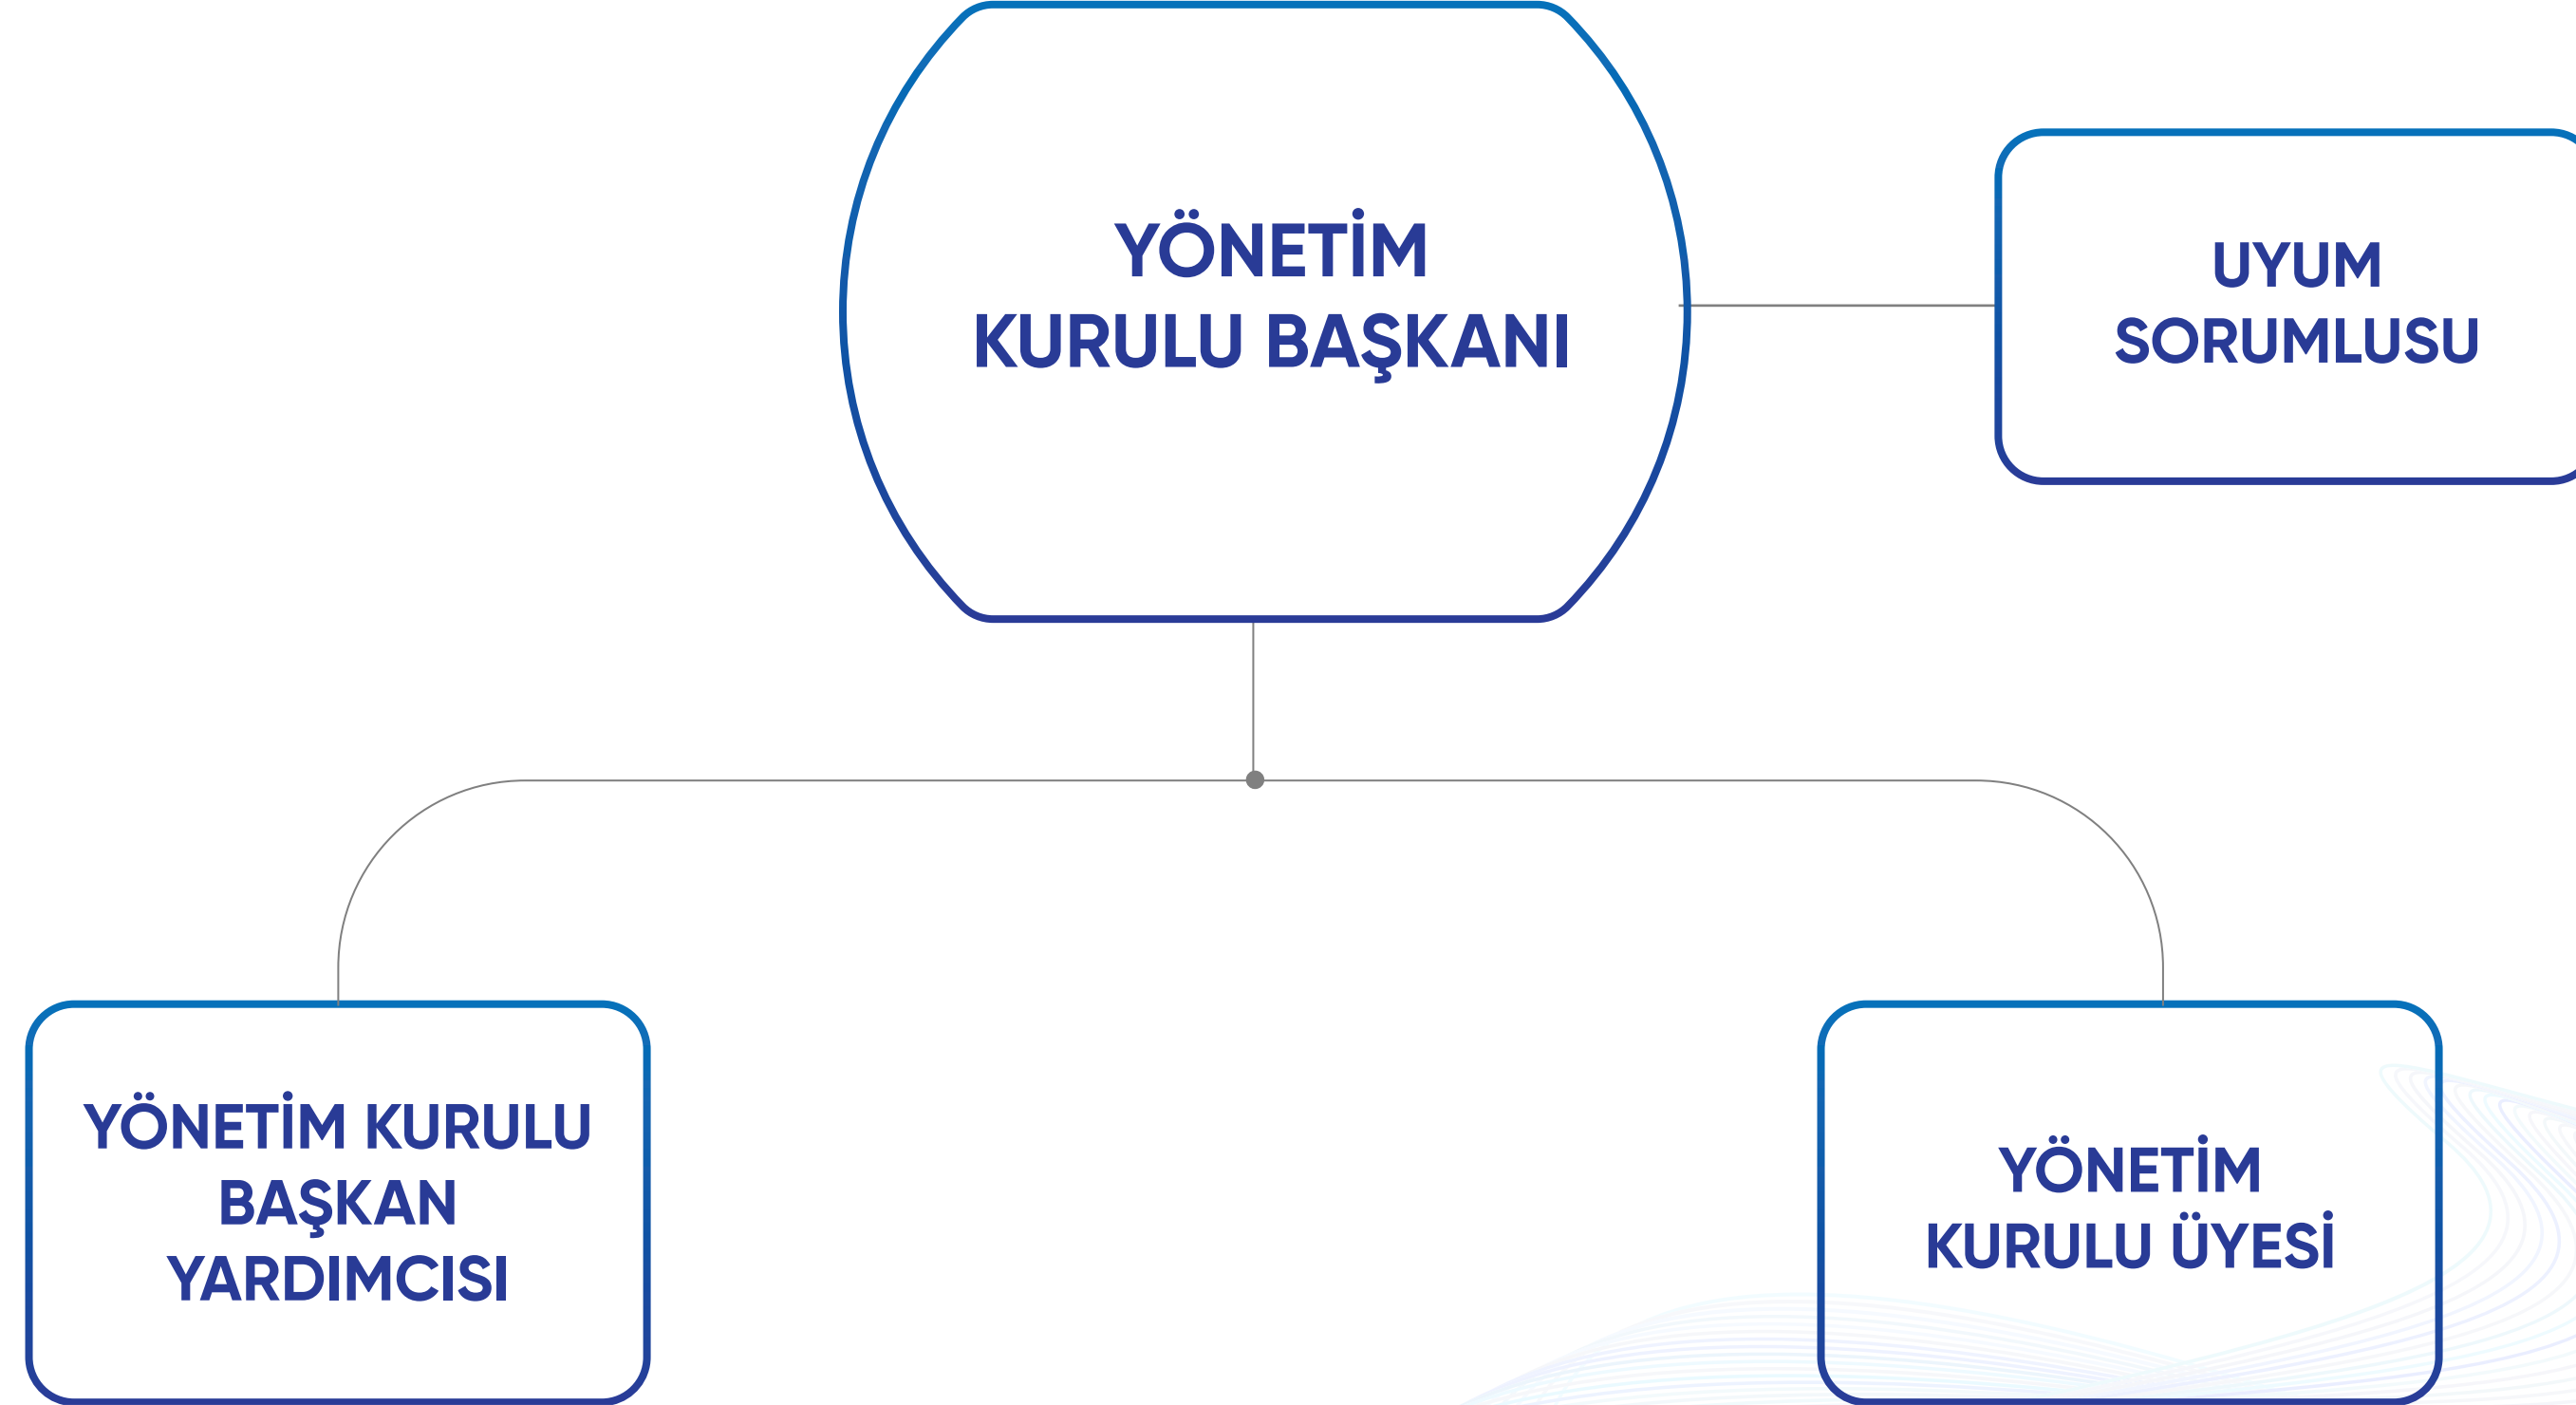 YÖNETİM
KURULU BAŞKANI
UYUM
SORUMLUSU
YÖNETİM KURULU
BAŞKAN
YARDIMCISI
YÖNETİM
KURULU ÜYESİ